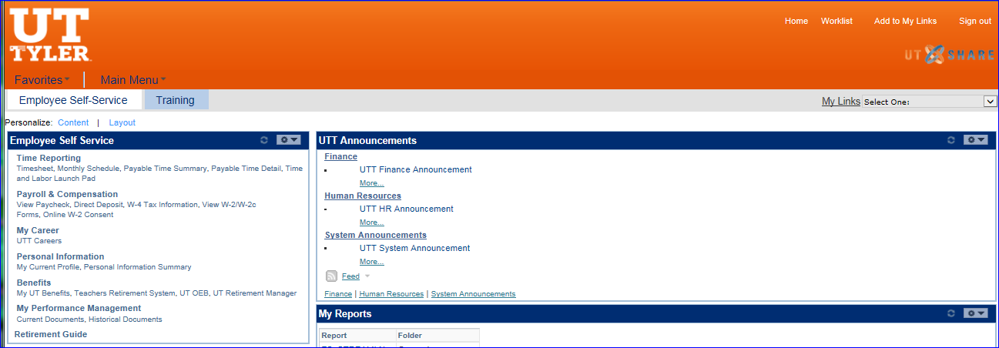 UT
TYLER
Home Worklist Add to My Links Sign out
UT SHARE
Favorites Main Menu
Employee Self-Service Training
My Links Select One:
Personalize: Content | Layout
Employee Self Service
Time Reporting
Timesheet, Monthly Schedule, Payable Time Summary, Payable Time Detail, Time
and Labor Launch Pad
Payroll & Compensation
View Paycheck, Direct Deposit, W-4 Tax Information, View W-2/W-2c
Forms, Online W-2 Consent
My Career
UTT Careers
Personal Information
My Current Profile, Personal Information Summary
Benefits
My UT Benefits, Teachers Retirement System, UT OEB, UT Retirement Manager
My Performance Management
Current Documents, Historical Documents
Retirement Guide
UTT Announcements
Finance
UTT Finance Announcement
More...
Human Resources
UTT HR Announcement
More...
System Announcements
UTT System Announcement
More...
Feed
Finance | Human Resources | System Announcements
My Reports
Report Folder